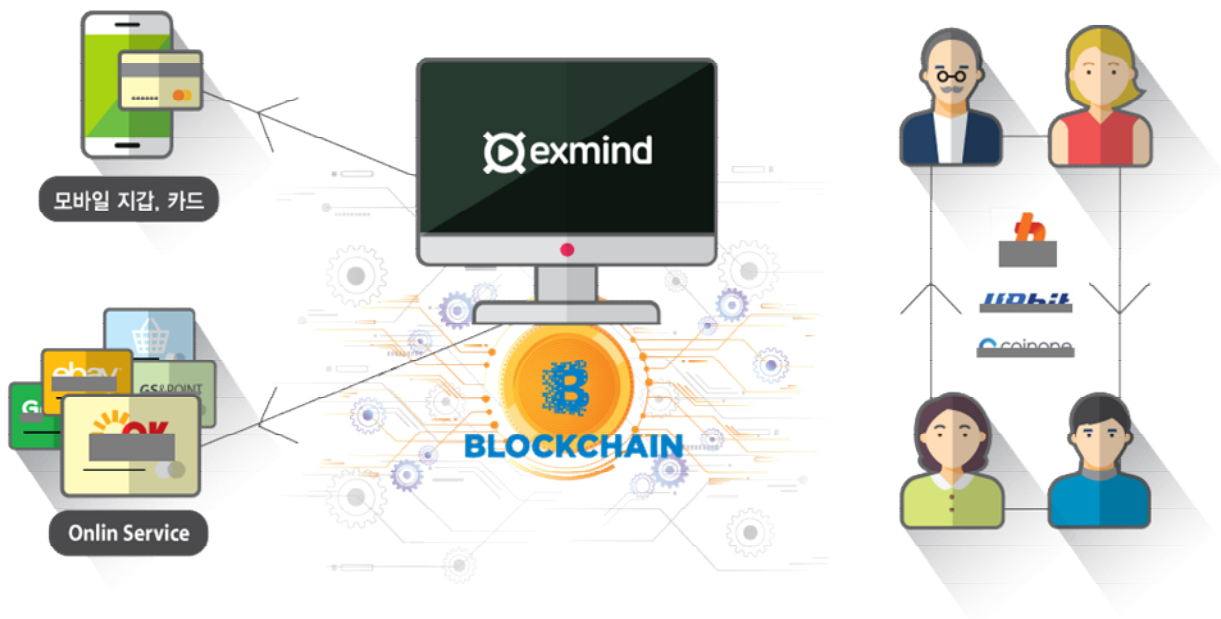 모바일 지갑, 카드
exmind
ebay
GS&POINT
G
OK
Onlin Service
BLOCKCHAIN
UPbit
coinone